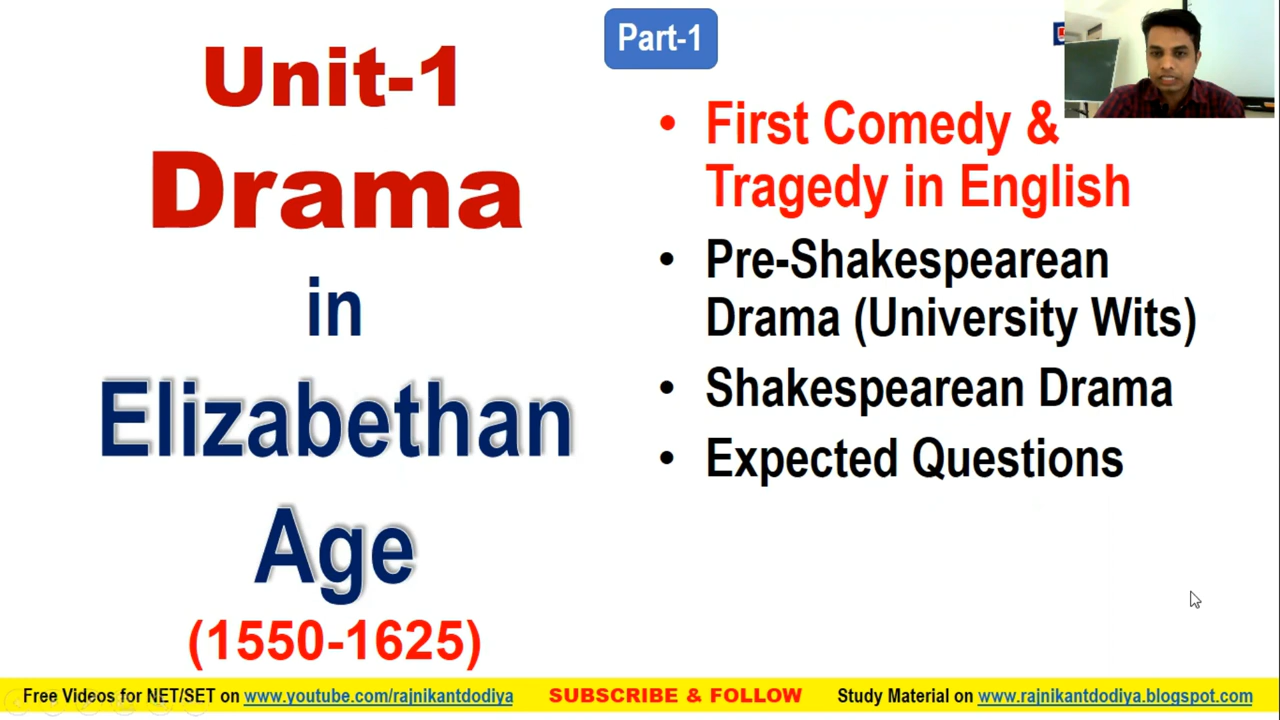 Unit-1
Drama
in
Elizabethan
Age
(1550-1625)
Part-1
• First Comedy &
Tragedy in English
• Pre-Shakespearean
Drama (University Wits)
• Shakespearean Drama
• Expected Questions
Free Videos for NET/SET on www.youtube.com/rajnikantdodiya SUBSCRIBE & FOLLOW Study Material on www.rajnikantdodiya.blogspot.com